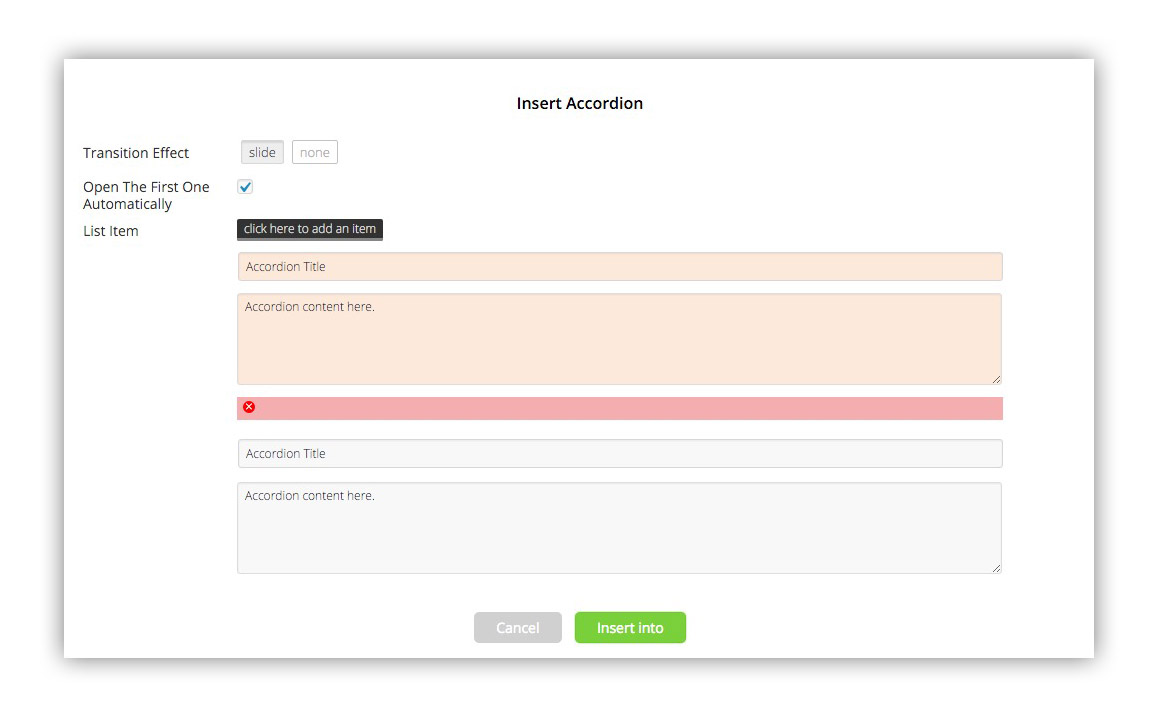 Insert Accordion
Transition Effect
slide
none
Open The First One
Automatically
List Item
click here to add an item
Accordion Title
Accordion content here.
Accordion Title
Accordion content here.
Cancel
Insert into